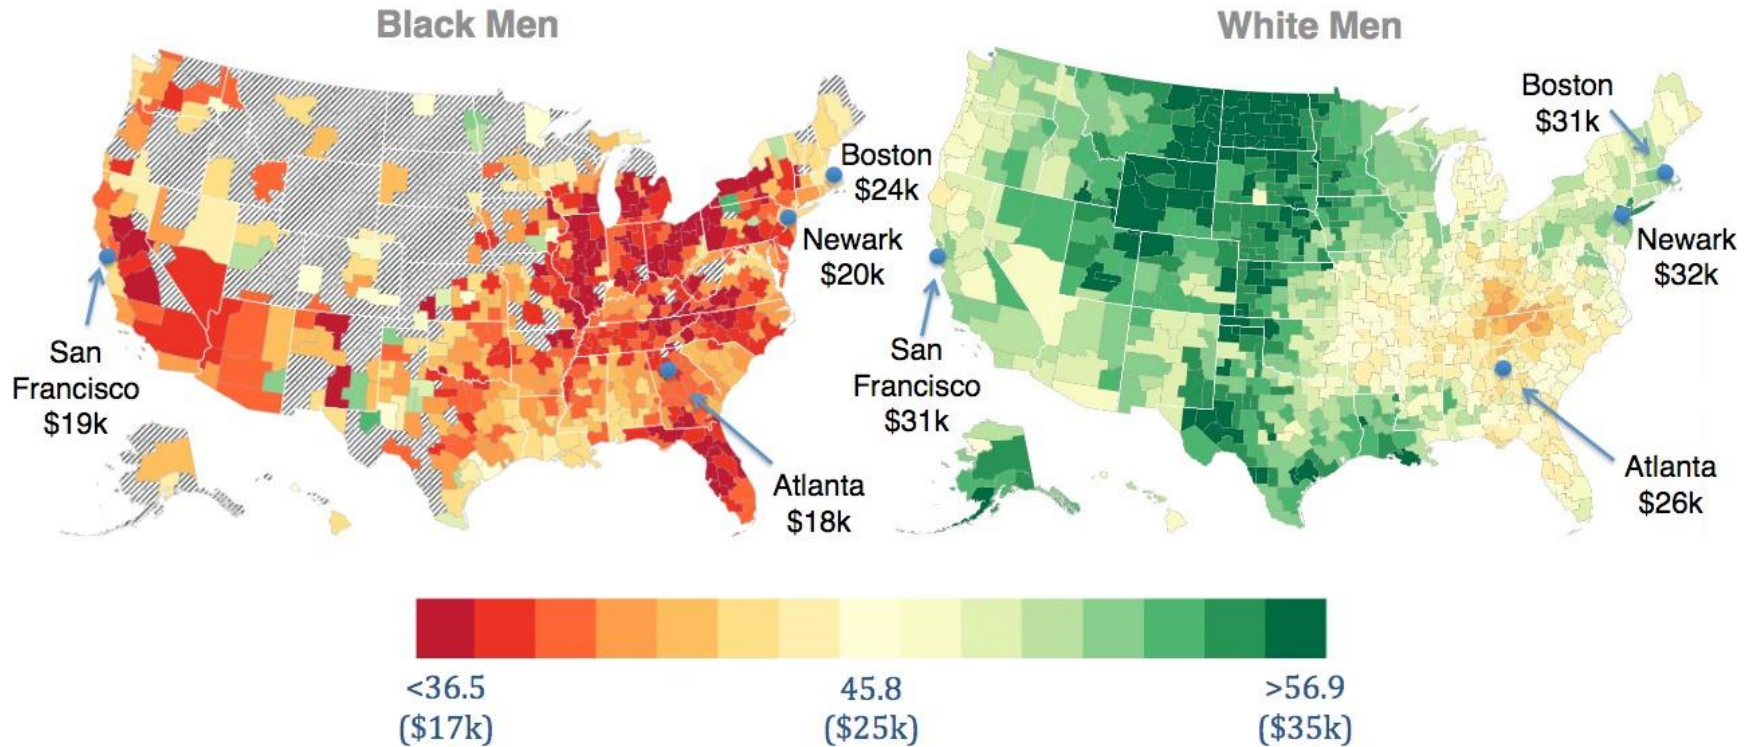 Black Men
Boston
$24k
Newark
$20k
San
Francisco
$19k
Atlanta
$18k
White Men
Boston
$31k
Newark
$32k
San
Francisco
$31k
Atlanta
$26k
<36.5
($17k)
45.8
($25k)
>56.9
($35k)